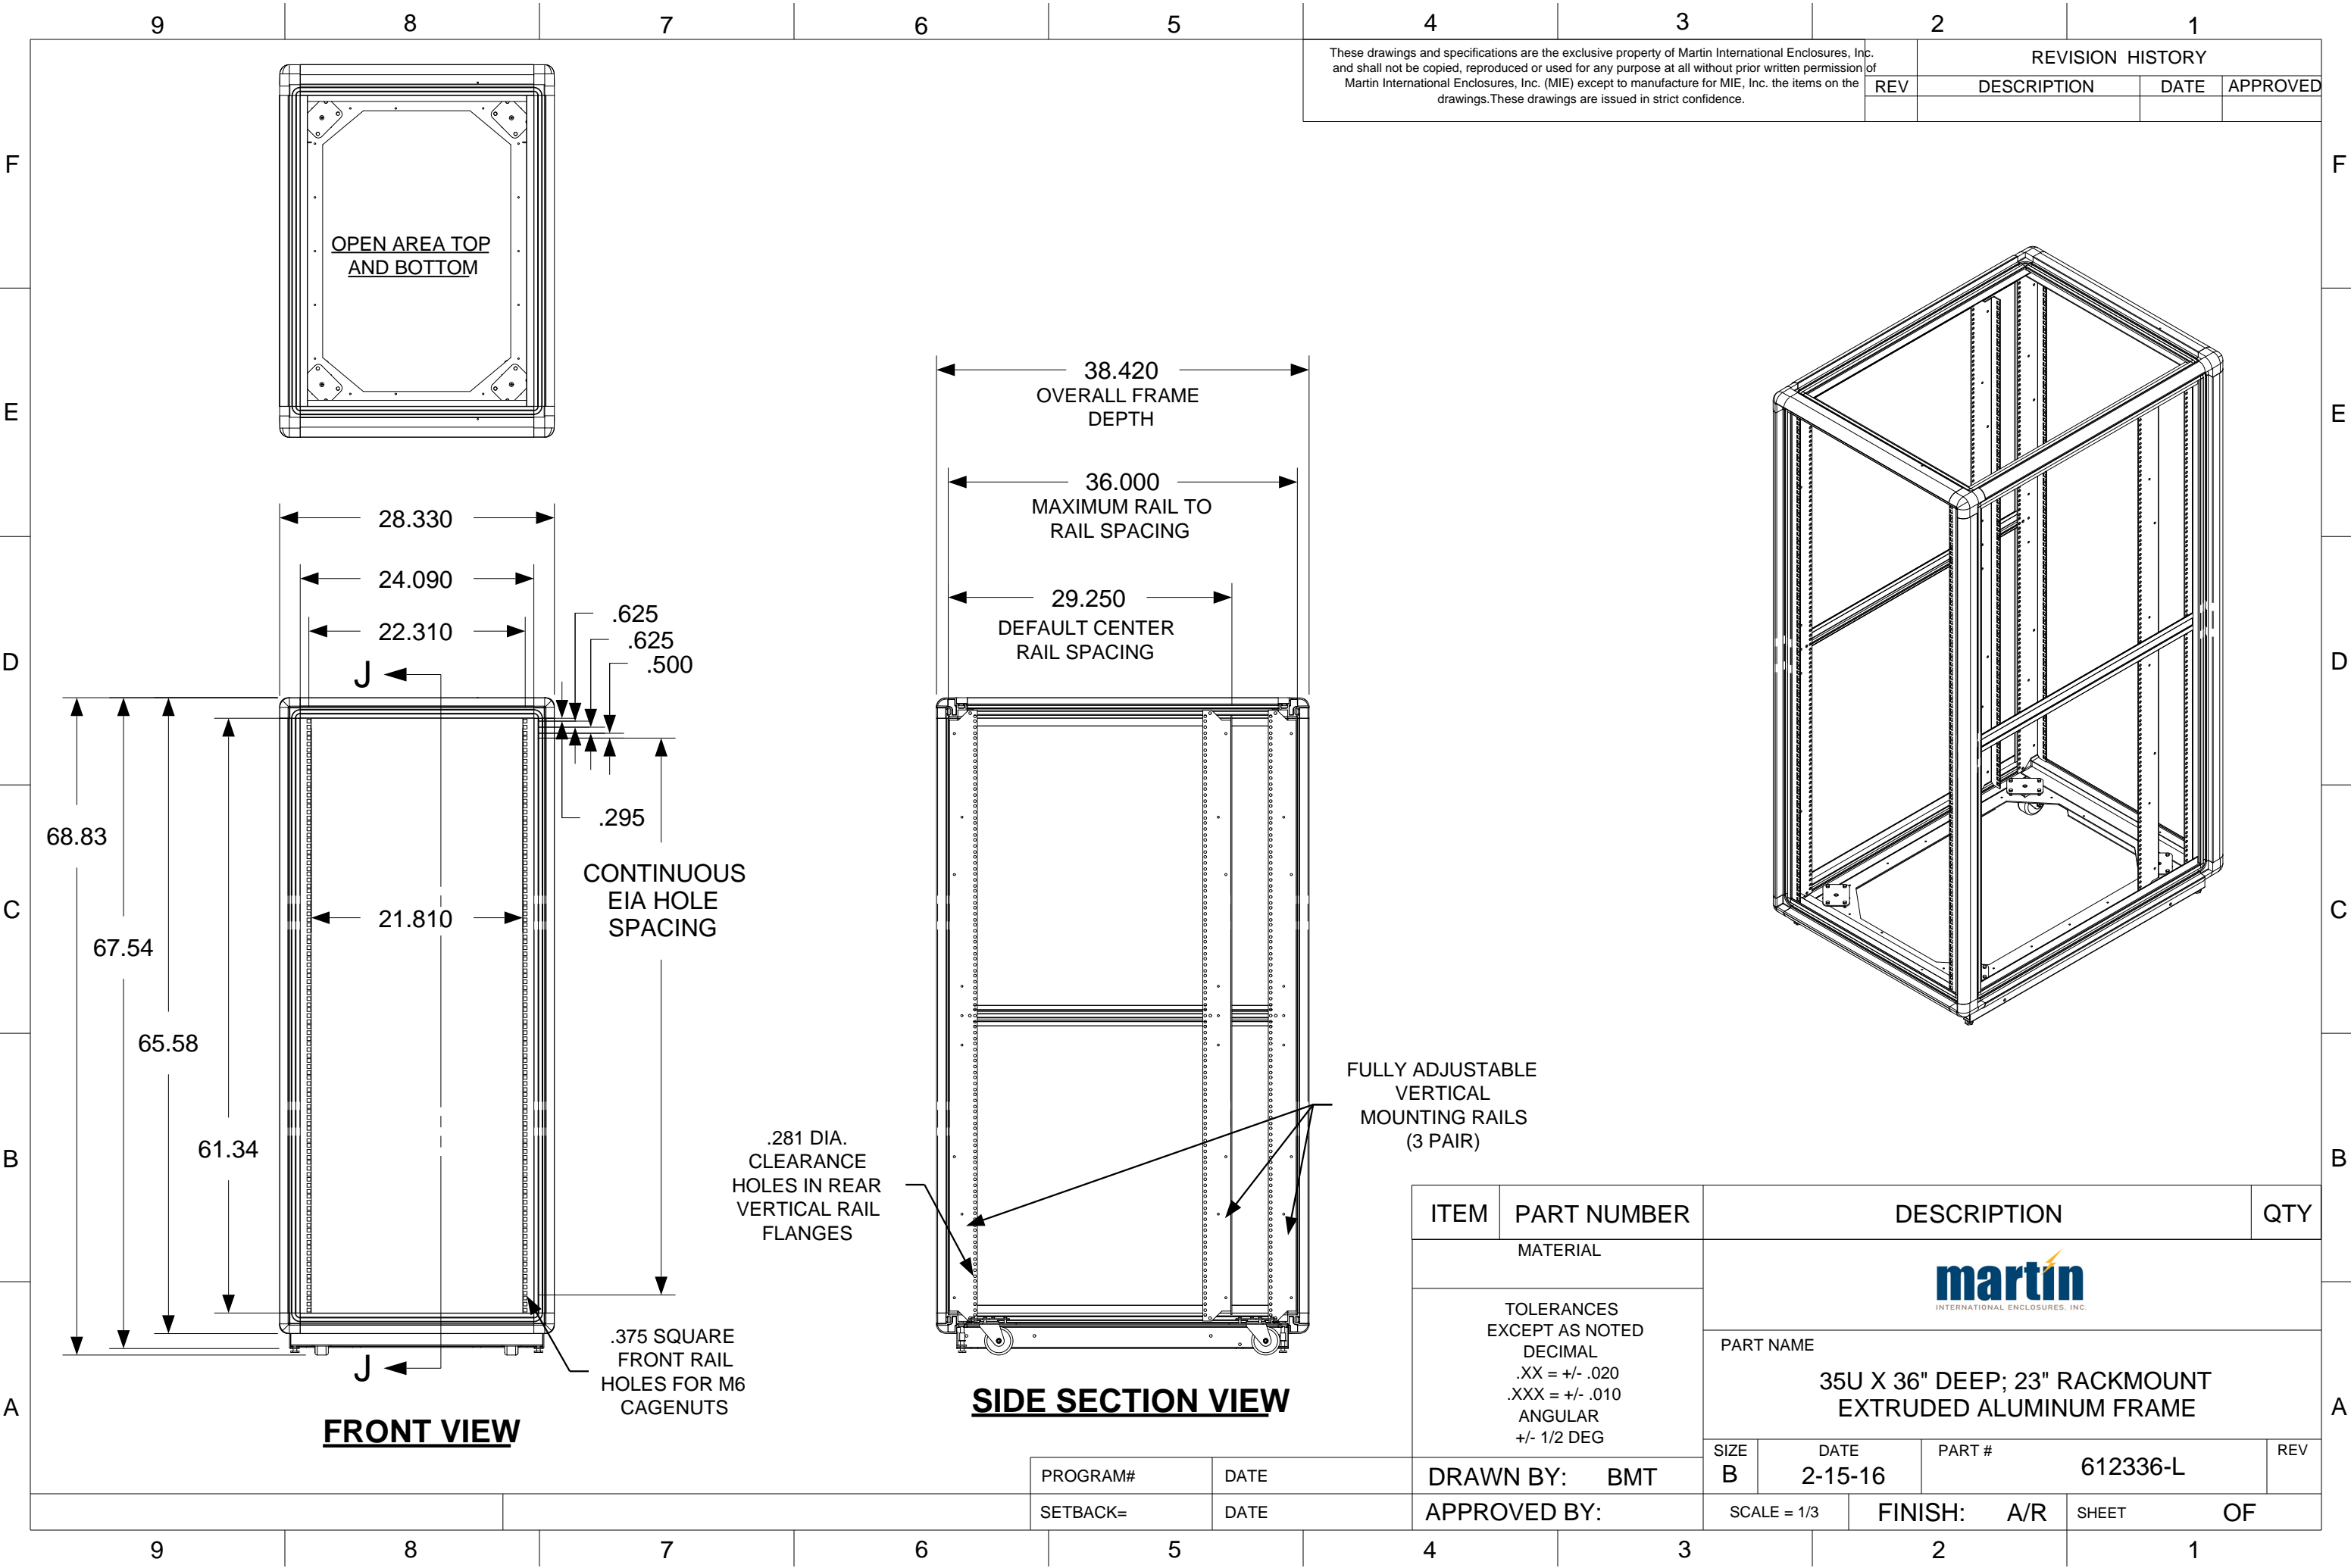 9 8 7 6 5 4 3 2 1
These drawings and specifications are the exclusive property of Martin International Enclosures, Inc.
and shall not be copied, reproduced or used for any purpose at all without prior written permission of
Martin International Enclosures, Inc. (MIE) except to manufacture for MIE, Inc. the items on the
drawings.These drawings are issued in strict confidence.
REVISION HISTORY
REV DESCRIPTION DATE APPROVED
F F
OPEN AREA TOP
AND BOTTOM
E E
38.420
OVERALL FRAME
DEPTH
36.000
MAXIMUM RAIL TO
RAIL SPACING
29.250
DEFAULT CENTER
RAIL SPACING
28.330
24.090
22.310
.625
.625
.500
J
D D
.295
68.83
67.54
65.58
61.34
21.810
CONTINUOUS
EIA HOLE
SPACING
C C
.281 DIA.
CLEARANCE
HOLES IN REAR
VERTICAL RAIL
FLANGES
FULLY ADJUSTABLE
VERTICAL
MOUNTING RAILS
(3 PAIR)
B B
.375 SQUARE
FRONT RAIL
HOLES FOR M6
CAGENUTS
J
FRONT VIEW
SIDE SECTION VIEW
A A
ITEM PART NUMBER DESCRIPTION QTY
MATERIAL
TOLERANCES
EXCEPT AS NOTED
DECIMAL
.XX = +/- .020
.XXX = +/- .010
ANGULAR
+/- 1/2 DEG
martin
INTERNATIONAL ENCLOSURES, INC.
PART NAME
35U X 36" DEEP; 23" RACKMOUNT
EXTRUDED ALUMINUM FRAME
SIZE DATE PART # REV
B 2-15-16 612336-L
PROGRAM# DATE DRAWN BY: BMT
SETBACK= DATE APPROVED BY: SCALE = 1/3 FINISH: A/R SHEET OF
9 8 7 6 5 4 3 2 1